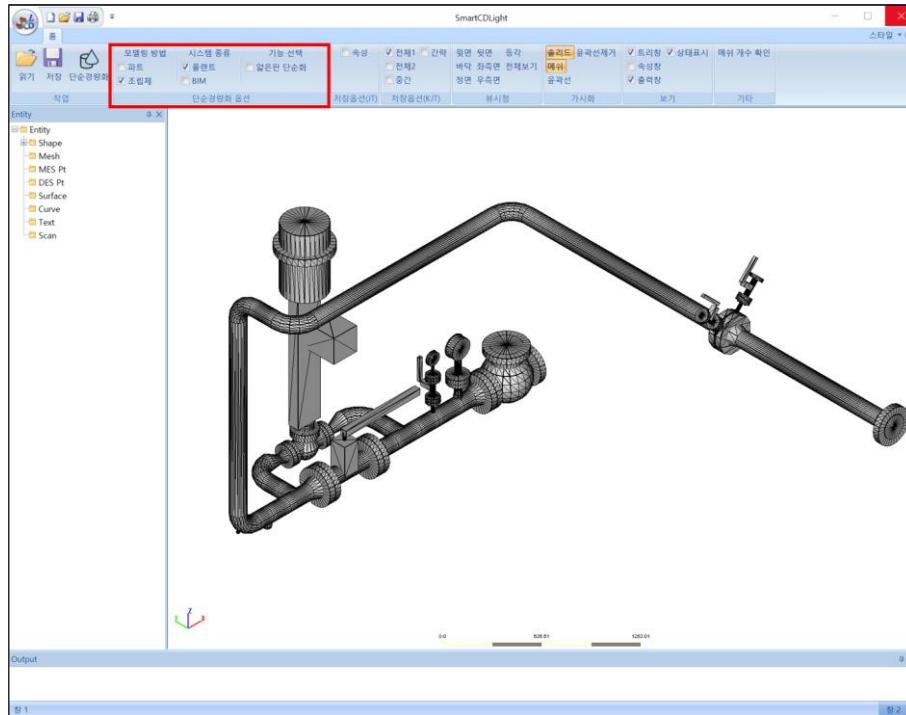 SmartCDLight
홈
스타일
모델링 방법 시스템 종류 기능 선택
속성
전체1 간략
윗면 뒷면 등각
솔리드 윤곽선제거
트리창 상태표시
메쉬 개수 확인
파트 플랜트 얇은판 단순화
전체2
바닥 좌측면 전체보기
메쉬
속성창
읽기 저장 단순경량화
조립체 BIM
중간
정면 우측면
윤곽선
출력창
작업 단순경량화 옵션 저장옵션(JT) 저장옵션(KJT) 뷰시점 가시화 보기 기타
Entity
Entity
Shape
Mesh
MES Pt
DES Pt
Surface
Curve
Text
Scan
Z
0.0
Output
창 1 창 2